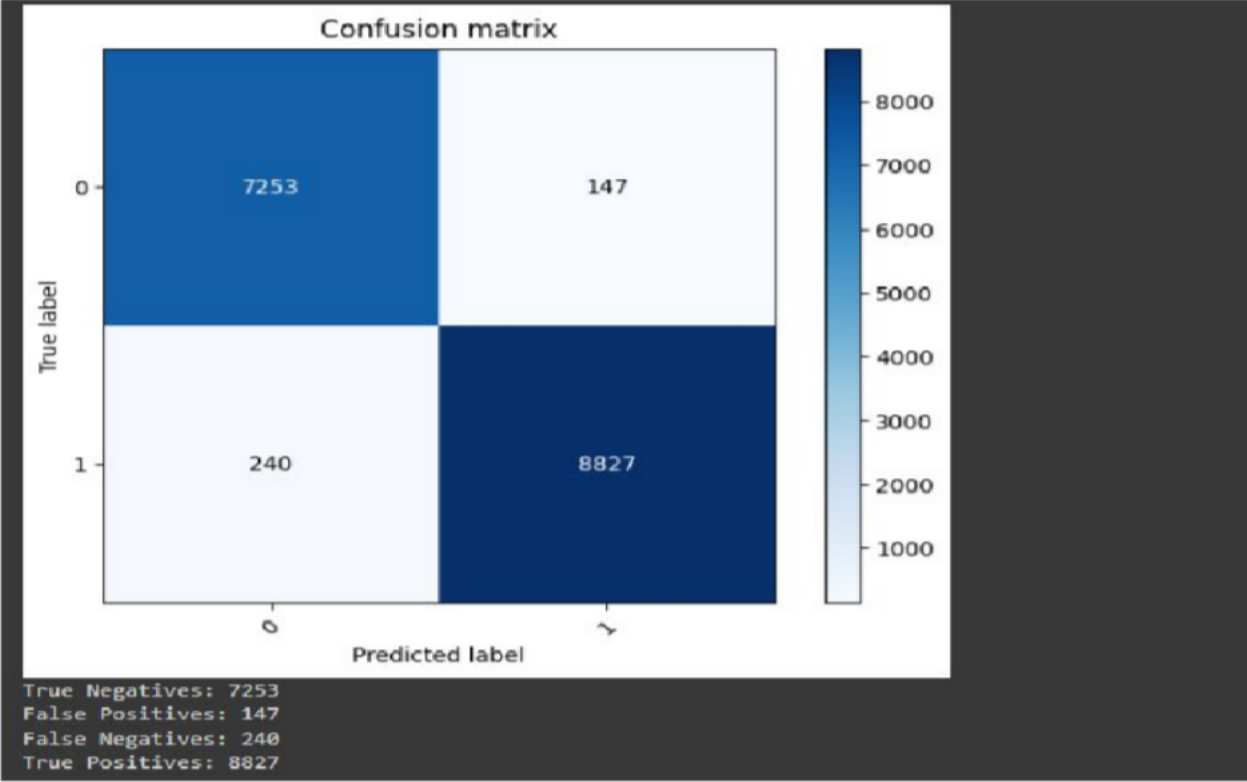 Confusion matrix
8000
7000
6000
5000
4000
3000
2000
1000
True label
0
7253
147
1
240
8827
0
1
Predicted label
True Negatives: 7253
False Positives: 147
False Negatives: 240
True Positives: 8827